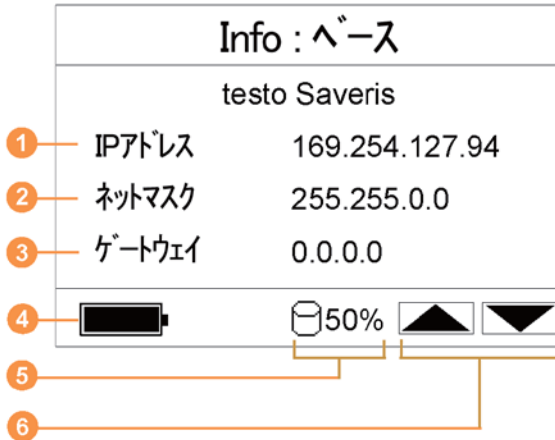 Info : ベース
testo Saveris
1 IPアドレス 169.254.127.94
2 ネットマスク 255.255.0.0
3 ゲートウェイ 0.0.0.0
4 50%
5
6